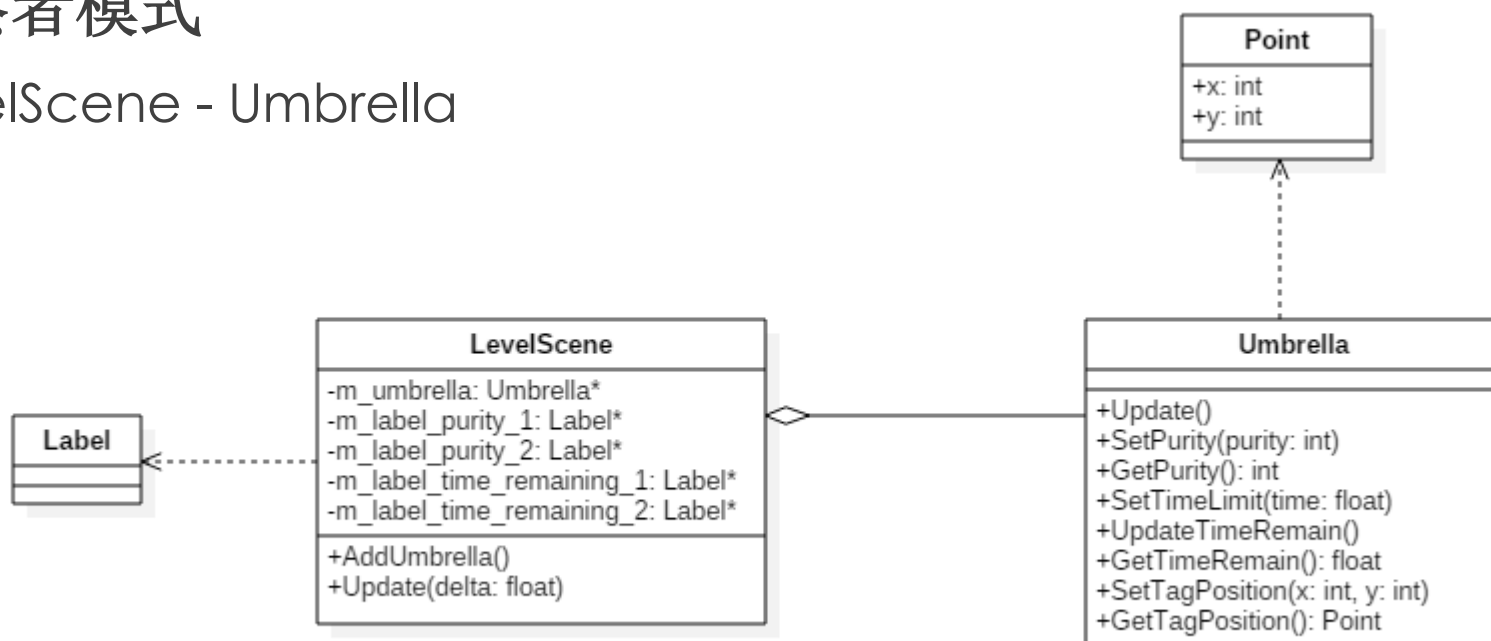 者模式
elScene - Umbrella
Point
+x: int
+y: int
LevelScene
-m_umbrella: Umbrella*
-m_label_purity_1: Label*
-m_label_purity_2: Label*
-m_label_time_remaining_1: Label*
-m_label_time_remaining_2: Label*
+AddUmbrella()
+Update(delta: float)
Label
Umbrella
+Update()
+SetPurity(purity: int)
+GetPurity(): int
+SetTimeLimit(time: float)
+UpdateTimeRemain()
+GetTimeRemain(): float
+SetTagPosition(x: int, y: int)
+GetTagPosition(): Point